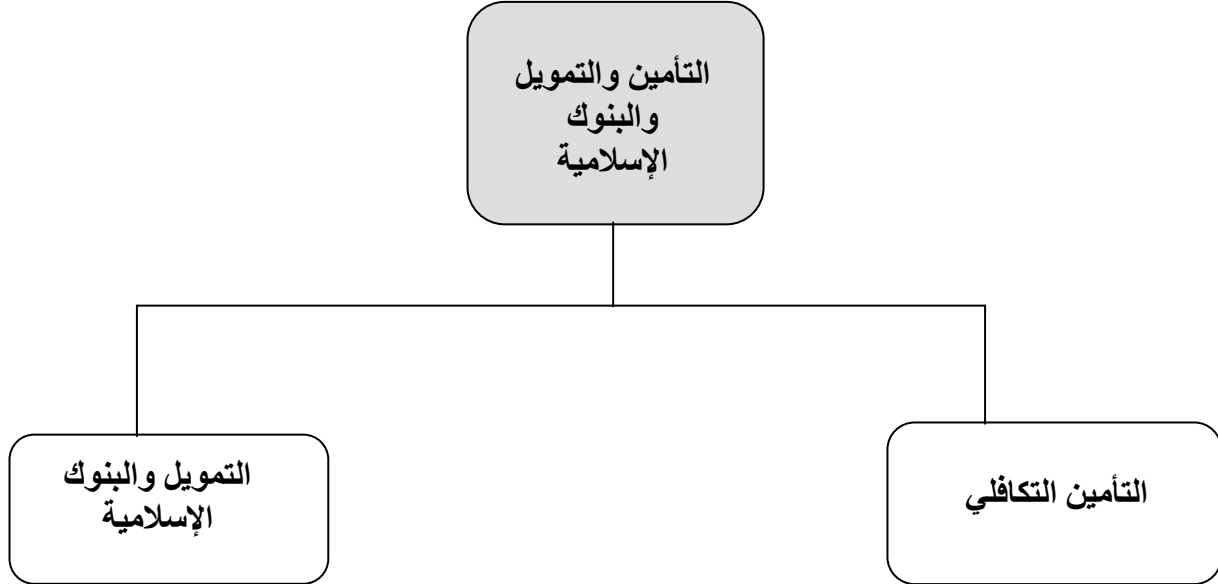 التأمين والتمويل
والبنوك
الإسلامية
التأمين التكافلي
التمويل والبنوك
الإسلامية